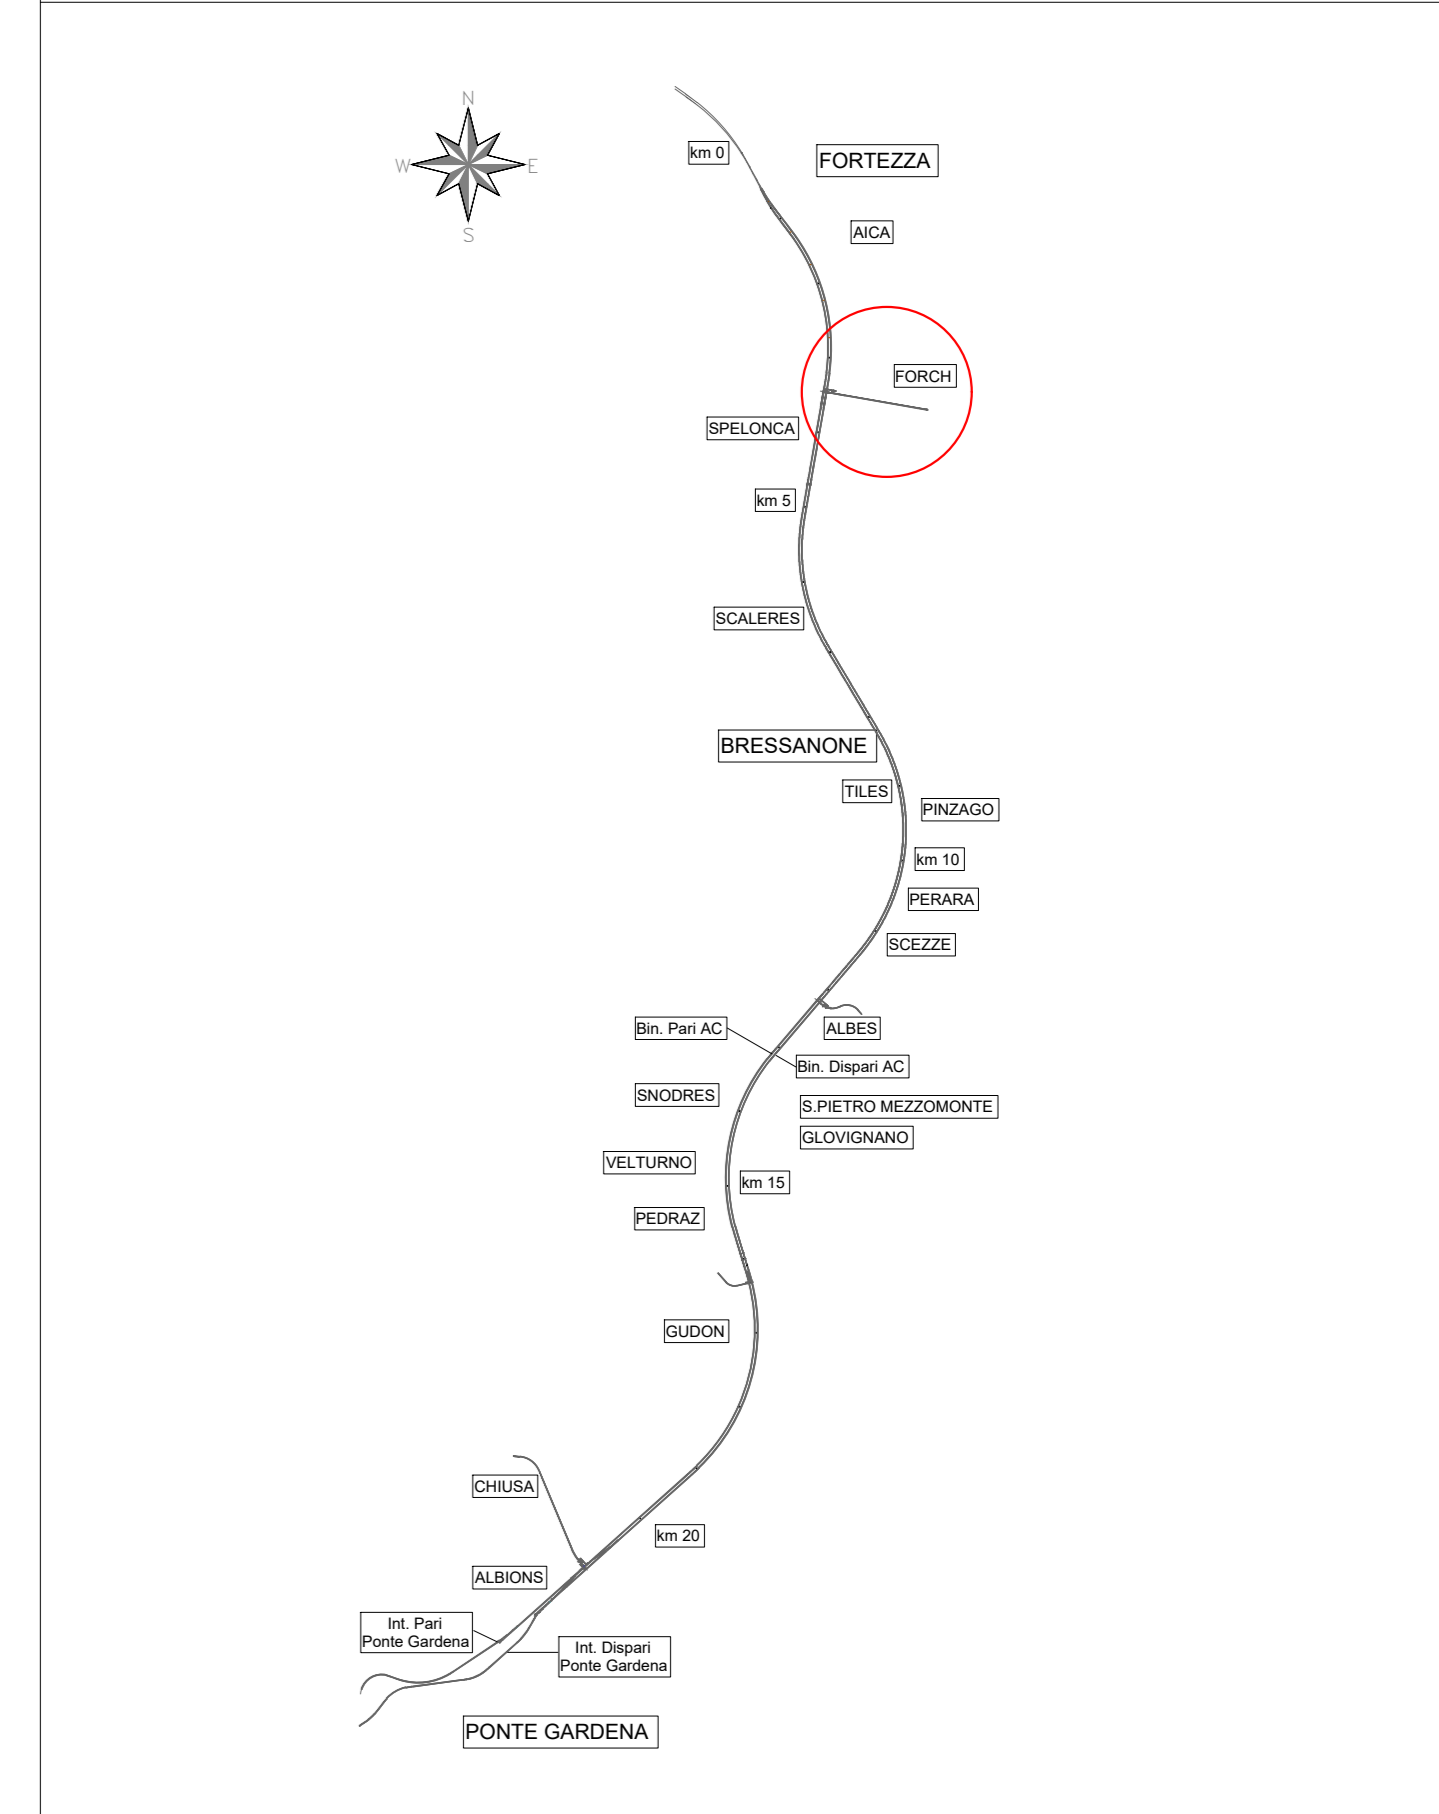 N
km 0
FORTEZZA
W
E
AICA
S
FORCH
SPELONCA
km 5
SCALERES
BRESSANONE
TILES
PINZAGO
km 10
PERARA
SCEZZE
Bin. Pari AC
ALBES
Bin. Dispari AC
SNODRES
S.PIETRO MEZZOMONTE
GLOVIGNANO
VELTURNO
km 15
PEDRAZ
GUDON
CHIUSA
km 20
ALBIONS
Int. Pari
Ponte Gardena
Int. Dispari
Ponte Gardena
PONTE GARDENA